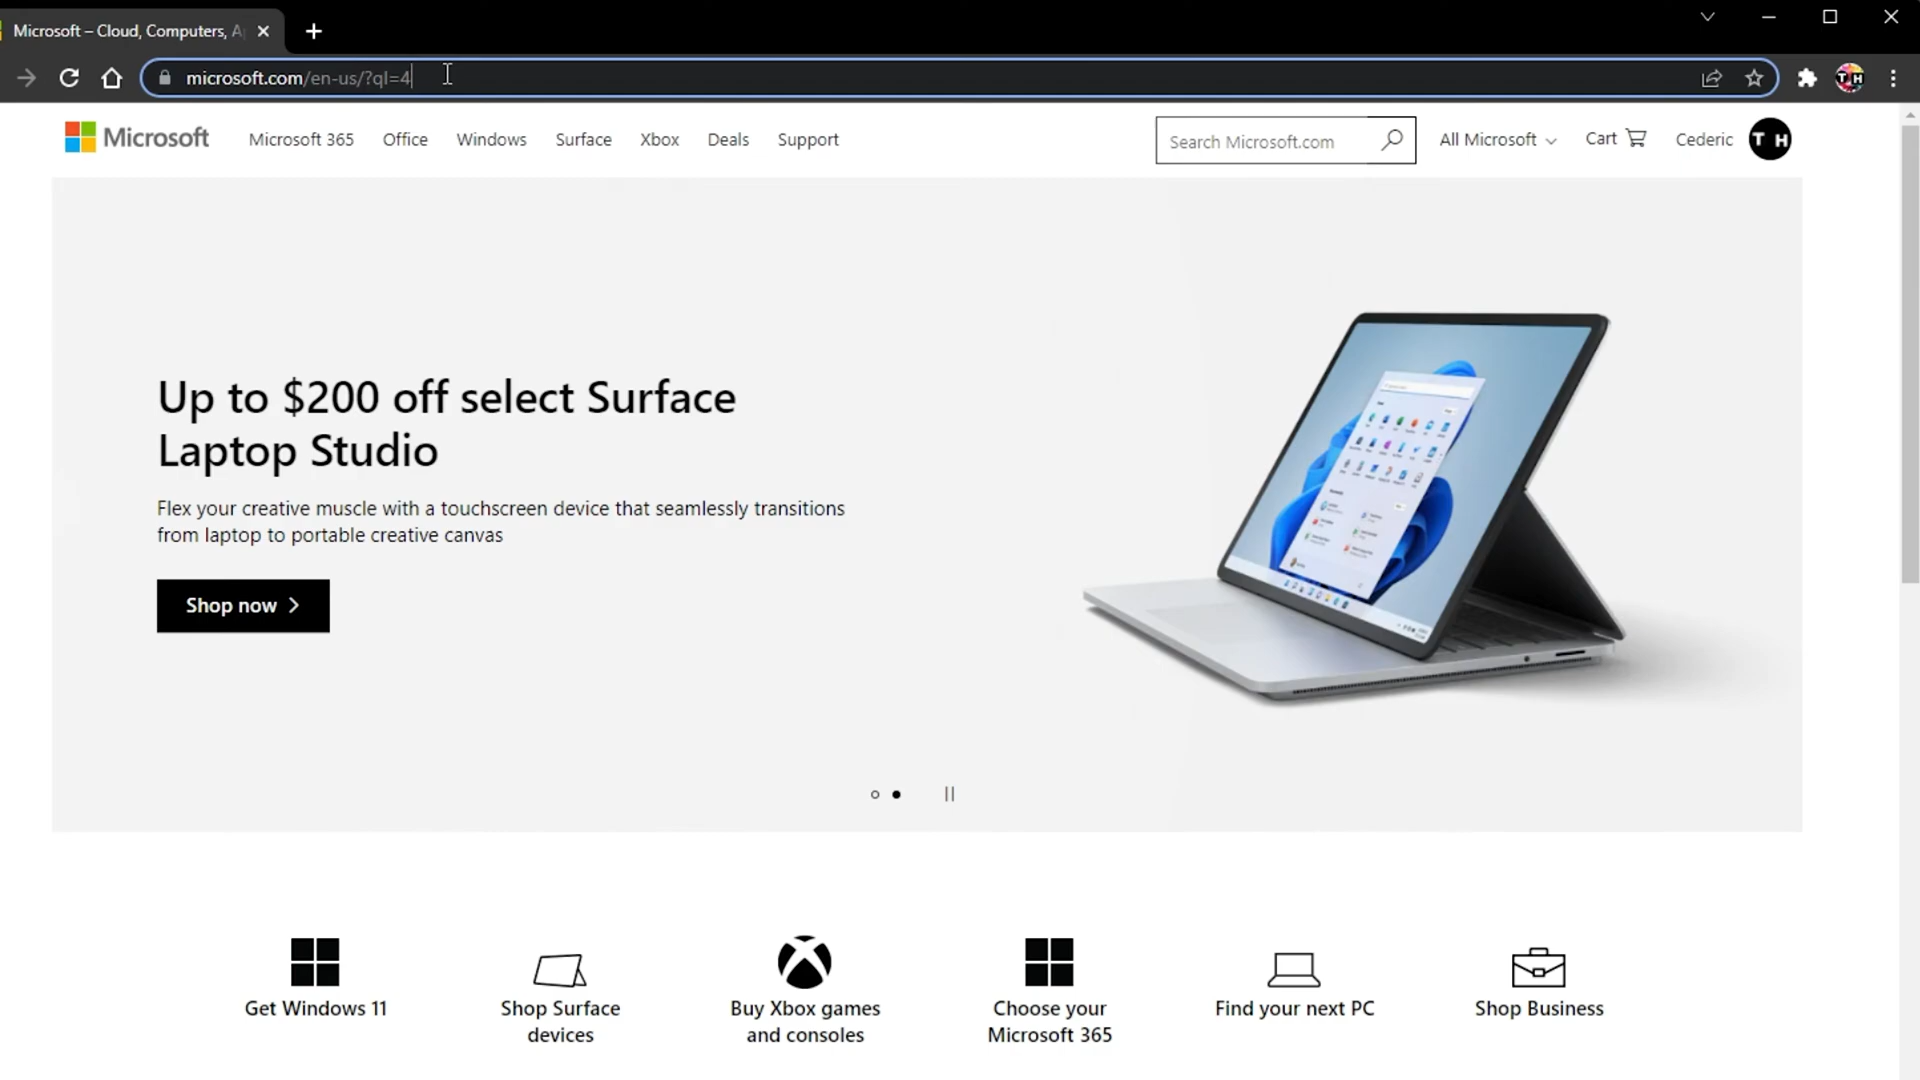 Microsoft – Cloud, Computers, A
microsoft.com/en-us/?ql=4
Microsoft
Microsoft 365
Office
Windows
Surface
Xbox
Deals
Support
Search Microsoft.com
All Microsoft
Cart
Cederic
T H
Up to $200 off select Surface
Laptop Studio
Flex your creative muscle with a touchscreen device that seamlessly transitions
from laptop to portable creative canvas
Shop now
Get Windows 11
Shop Surface
devices
Buy Xbox games
and consoles
Choose your
Microsoft 365
Find your next PC
Shop Business